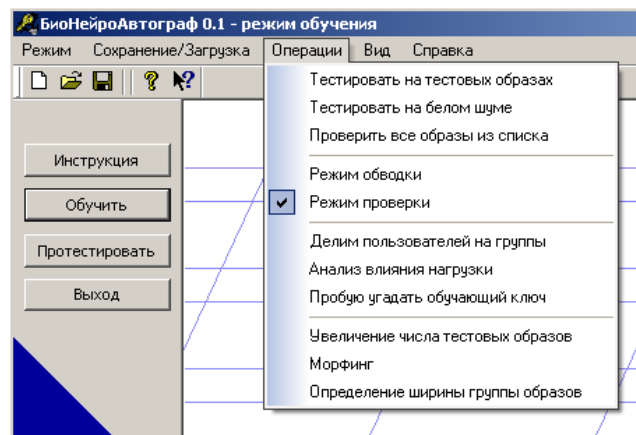 БиоНейроАвтограф 0.1 - режим обучения
Режим Сохранение/Загрузка Операции Вид Справка
Тестировать на тестовых образах
Тестировать на белом шуме
Проверить все образы из списка
Режим обводки
Режим проверки
Делим пользователей на группы
Анализ влияния нагрузки
Пробую угадать обучающий ключ
Увеличение числа тестовых образов
Морфинг
Определение ширины группы образов
Инструкция
Обучить
Протестировать
Выход